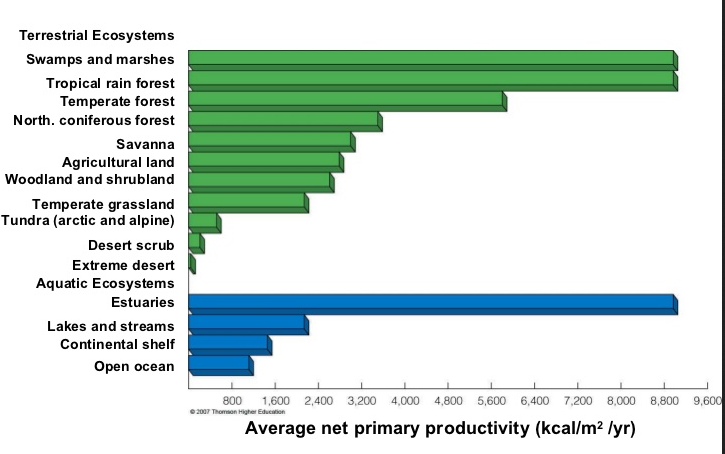 Terrestrial Ecosystems
Swamps and marshes
Tropical rain forest
Temperate forest
North. coniferous forest
Savanna
Agricultural land
Woodland and shrubland
Temperate grassland
Tundra (arctic and alpine)
Desert scrub
Extreme desert
Aquatic Ecosystems
Estuaries
Lakes and streams
Continental shelf
Open ocean
800 1,600 2,400 3,200 4,000 4,800 5,600 6,400 7,200 8,000 8,800 9,600
© 2007 Thomson Higher Education
Average net primary productivity (kcal/m² /yr)